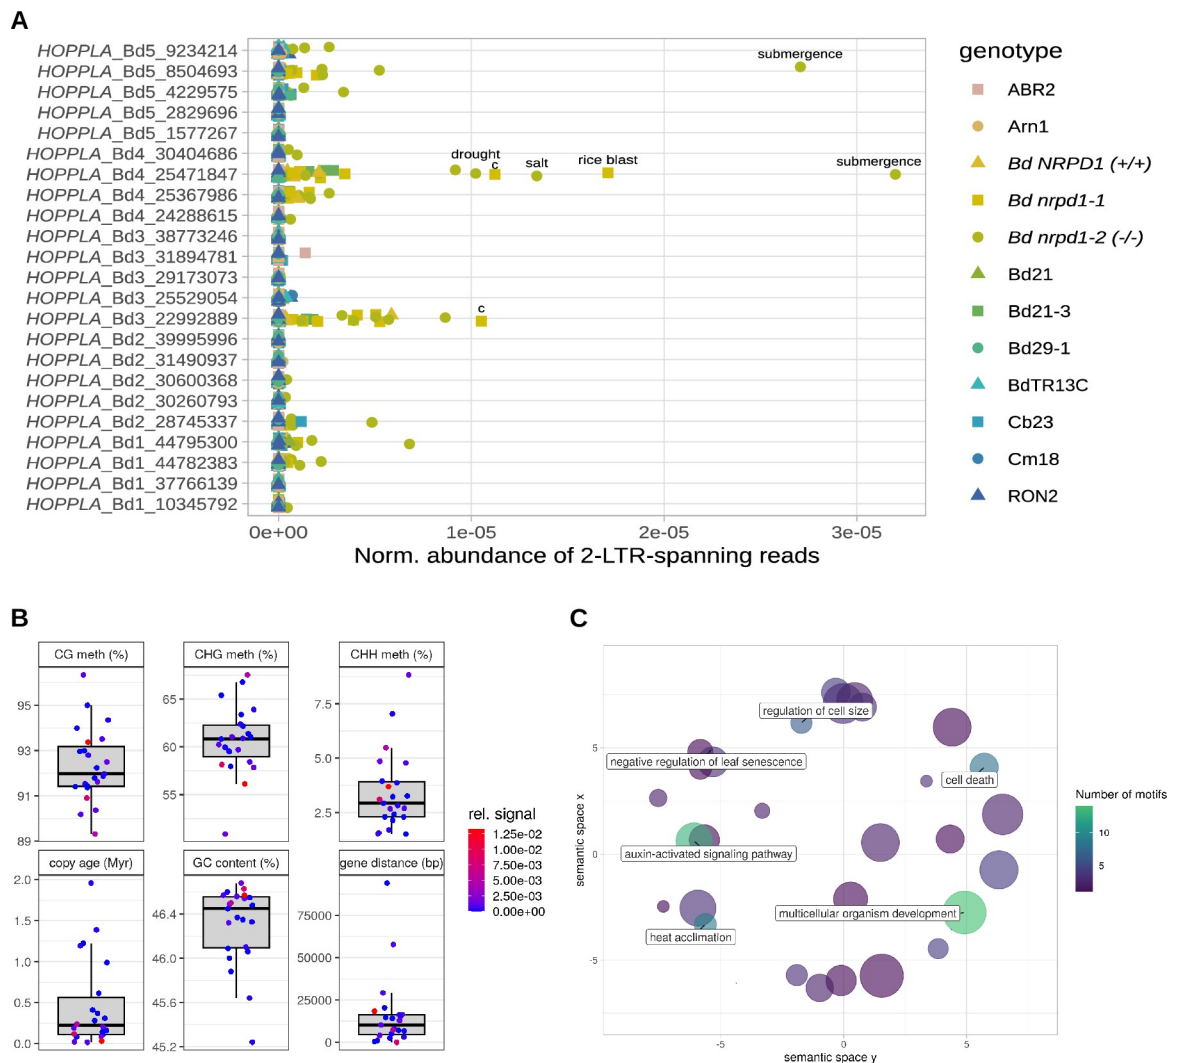 A
HOPPLA_Bd5_9234214
HOPPLA_Bd5_8504693
HOPPLA_Bd5_4229575
HOPPLA_Bd5_2829696
HOPPLA_Bd5_1577267
HOPPLA_Bd4_30404686
HOPPLA_Bd4_25471847
HOPPLA_Bd4_25367986
HOPPLA_Bd4_24288615
HOPPLA_Bd3_38773246
HOPPLA_Bd3_31894781
HOPPLA_Bd3_29173073
HOPPLA_Bd3_25529054
HOPPLA_Bd3_22992889
HOPPLA_Bd2_39995996
HOPPLA_Bd2_31490937
HOPPLA_Bd2_30600368
HOPPLA_Bd2_30260793
HOPPLA_Bd2_28745337
HOPPLA_Bd1_44795300
HOPPLA_Bd1_44782383
HOPPLA_Bd1_37766139
HOPPLA_Bd1_10345792
submergence
drought
c
salt
rice blast
submergence
c
0e+00 1e-05 2e-05 3e-05
Norm. abundance of 2-LTR-spanning reads
genotype
ABR2
Arn1
Bd NRPD1 (+/+)
Bd nrpd1-1
Bd nrpd1-2 (-/-)
Bd21
Bd21-3
Bd29-1
BdTR13C
Cb23
Cm18
RON2
B
CG meth (%)
95
93
91
89
CHG meth (%)
65
60
55
CHH meth (%)
7.5
5.0
2.5
copy age (Myr)
2.0
1.5
1.0
0.5
0.0
GC content (%)
46.4
46.0
45.6
45.2
gene distance (bp)
75000
50000
25000
0
rel. signal
1.25e-02
1.00e-02
7.50e-03
5.00e-03
2.50e-03
0.00e+00
C
semantic space x
5
0
-5
regulation of cell size
negative regulation of leaf senescence
cell death
auxin-activated signaling pathway
multicellular organism development
heat acclimation
-5 0 5
semantic space y
Number of motifs
10
5